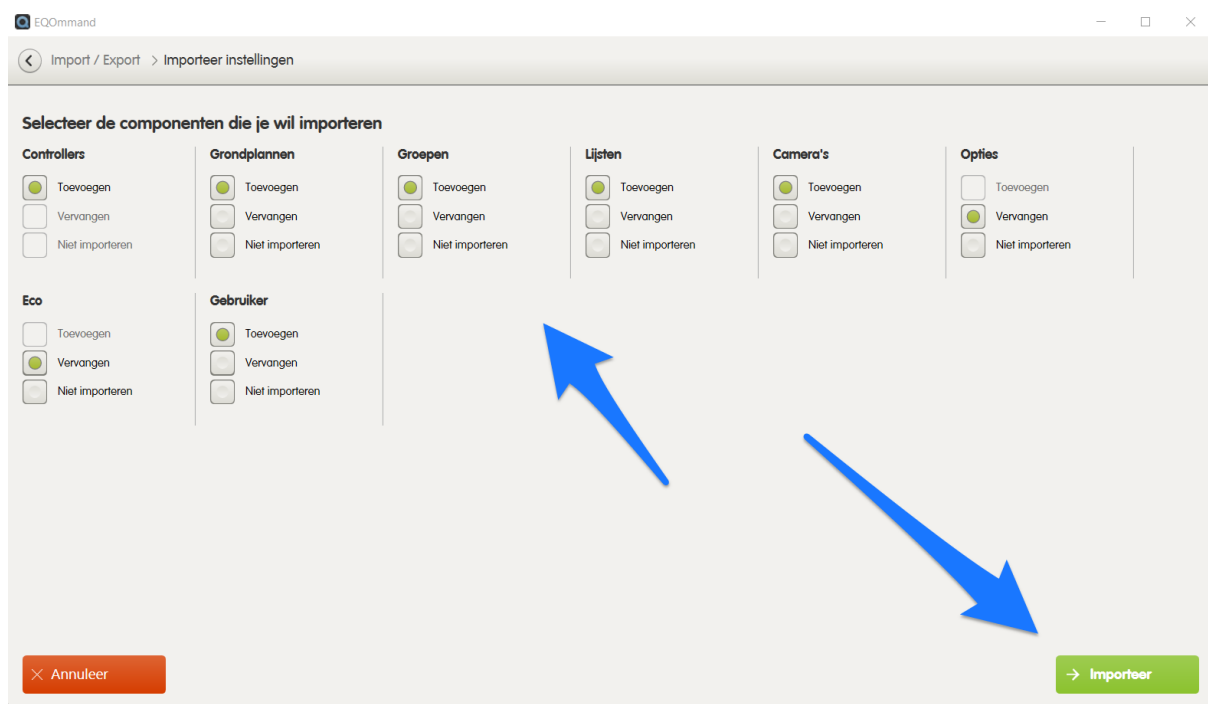 EQOmmand
Import / Export > Importeer instellingen
Selecteer de componenten die je wil importeren
Controllers
Toevoegen
Vervangen
Niet importeren
Grondplannen
Toevoegen
Vervangen
Niet importeren
Groepen
Toevoegen
Vervangen
Niet importeren
Lijsten
Toevoegen
Vervangen
Niet importeren
Camera's
Toevoegen
Vervangen
Niet importeren
Opties
Toevoegen
Vervangen
Niet importeren
Eco
Toevoegen
Vervangen
Niet importeren
Gebruiker
Toevoegen
Vervangen
Niet importeren
Annuleer
Importeer